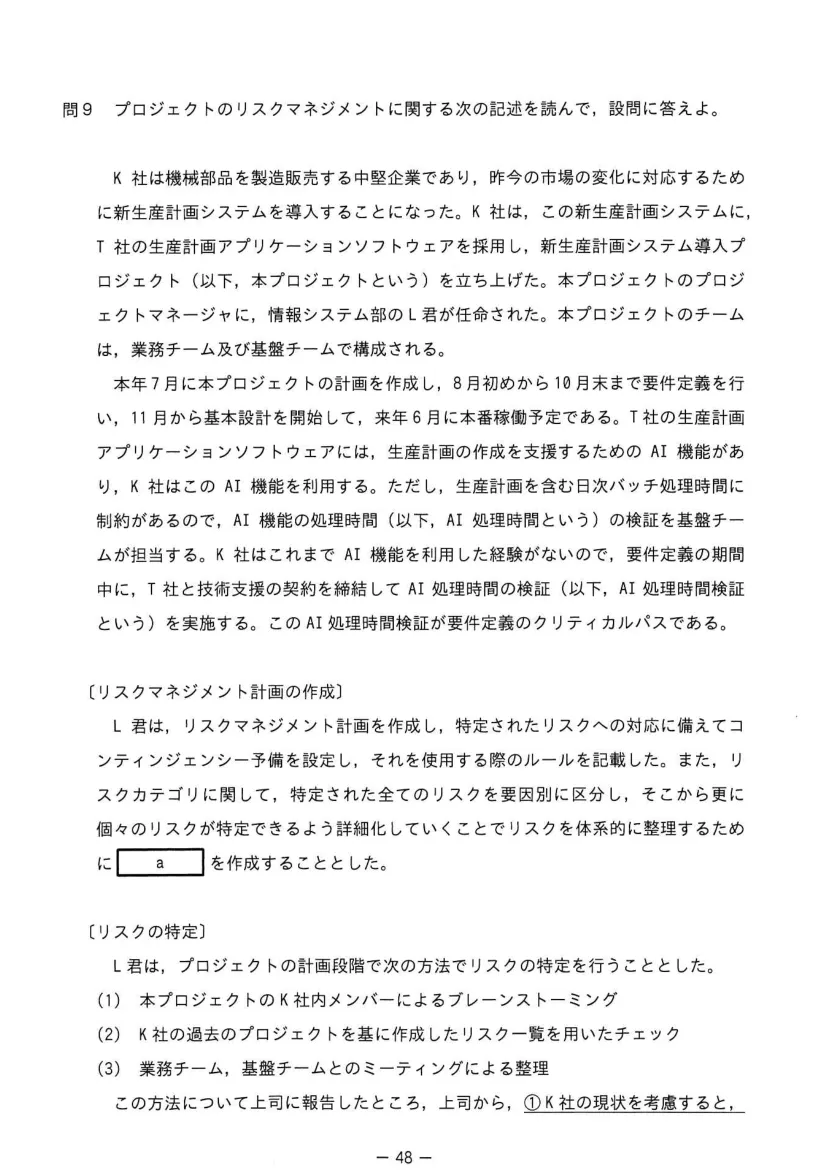 問9 プロジェクトのリスクマネジメントに関する次の記述を読んで，設問に答えよ。
K 社は機械部品を製造販売する中堅企業であり，昨今の市場の変化に対応するため
に新生産計画システムを導入することになった。K 社は，この新生産計画システムに，
T 社の生産計画アプリケーションソフトウェアを採用し，新生産計画システム導入プ
ロジェクト（以下，本プロジェクトという）を立ち上げた。本プロジェクトのプロジ
ェクトマネージャに，情報システム部の L 君が任命された。本プロジェクトのチーム
は，業務チーム及び基盤チームで構成される。
本年 7 月に本プロジェクトの計画を作成し，8 月初めから 10 月末まで要件定義を行
い，11 月から基本設計を開始して，来年 6 月に本番稼働予定である。T 社の生産計画
アプリケーションソフトウェアには，生産計画の作成を支援するための AI 機能があ
り，K 社はこの AI 機能を利用する。ただし，生産計画を含む日次バッチ処理時間に
制約があるので，AI 機能の処理時間（以下，AI 処理時間という）の検証を基盤チー
ムが担当する。K 社はこれまで AI 機能を利用した経験がないので，要件定義の期間
中に，T 社と技術支援の契約を締結して AI 処理時間の検証（以下，AI 処理時間検証
という）を実施する。この AI 処理時間検証が要件定義のクリティカルパスである。
〔リスクマネジメント計画の作成〕
L 君は，リスクマネジメント計画を作成し，特定されたリスクへの対応に備えてコ
ンティンジェンシー予備を設定し，それを使用する際のルールを記載した。また，リ
スクカテゴリに関して，特定された全てのリスクを要因別に区分し，そこから更に
個々のリスクが特定できるよう詳細化していくことでリスクを体系的に整理するため
に a を作成することとした。
〔リスクの特定〕
L 君は，プロジェクトの計画段階で次の方法でリスクの特定を行うこととした。
(1) 本プロジェクトの K 社内メンバーによるブレーンストーミング
(2) K 社の過去のプロジェクトを基に作成したリスク一覧を用いたチェック
(3) 業務チーム，基盤チームとのミーティングによる整理
この方法について上司に報告したところ，上司から，① K 社の現状を考慮すると，
－ 48 －